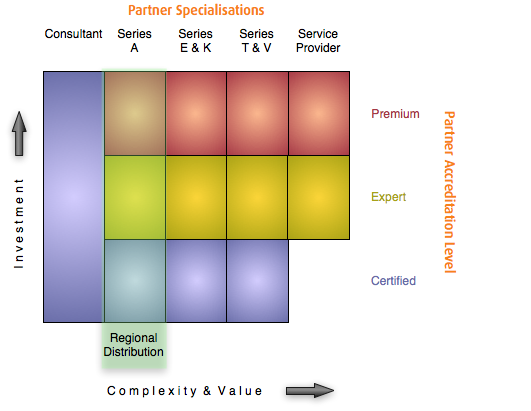 Partner Specialisations
Consultant
Series
A
Series
E & K
Series
T & V
Service
Provider
Premium
Expert
Certified
Partner Accreditation Level
Investment
Regional
Distribution
Complexity & Value